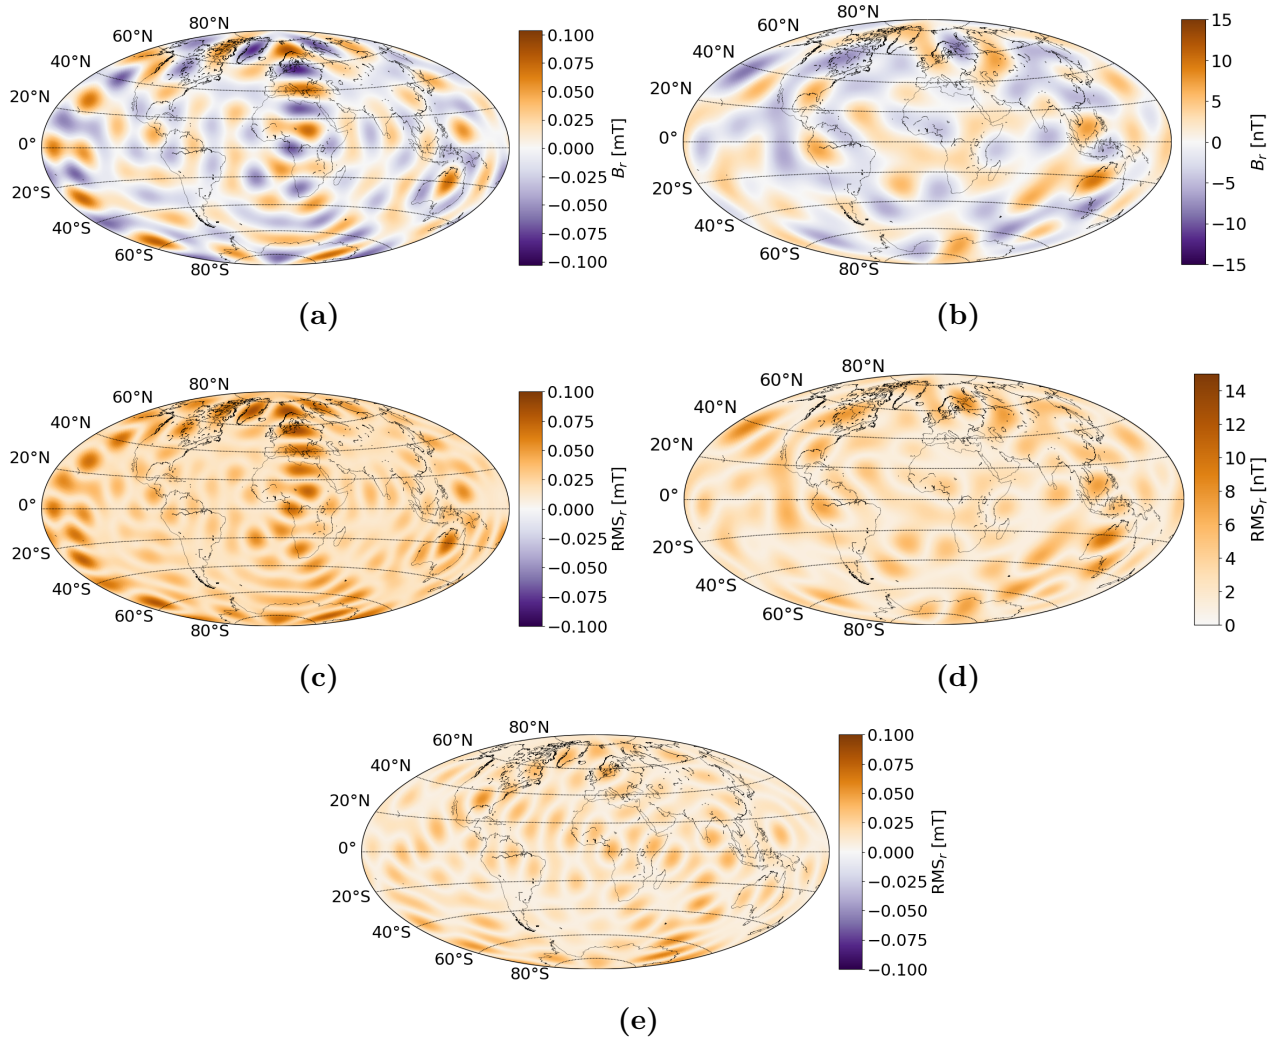 80°N
60°N
40°N
20°N
0°
20°S
40°S
60°S
80°S
0.100
0.075
0.050
0.025
0.000
−0.025
−0.050
−0.075
−0.100
B_r [mT]
(a)
80°N
60°N
40°N
20°N
0°
20°S
40°S
60°S
80°S
15
10
5
0
−5
−10
−15
B_r [nT]
(b)
80°N
60°N
40°N
20°N
0°
20°S
40°S
60°S
80°S
0.100
0.075
0.050
0.025
0.000
−0.025
−0.050
−0.075
−0.100
RMS_r [mT]
(c)
80°N
60°N
40°N
20°N
0°
20°S
40°S
60°S
80°S
14
12
10
8
6
4
2
0
RMS_r [nT]
(d)
80°N
60°N
40°N
20°N
0°
20°S
40°S
60°S
80°S
0.100
0.075
0.050
0.025
0.000
−0.025
−0.050
−0.075
−0.100
RMS_r [mT]
(e)